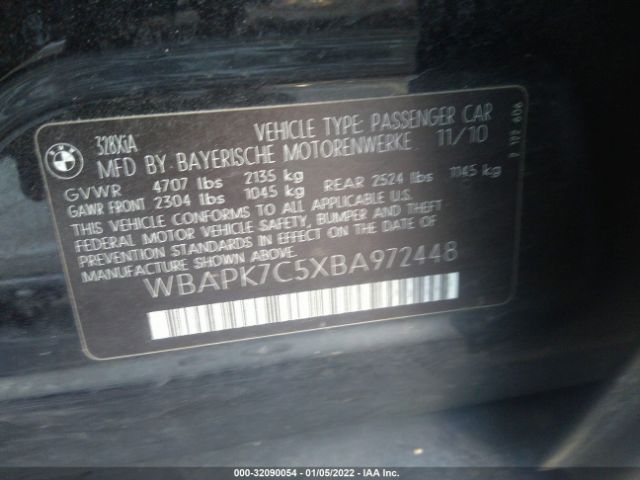 BMW
328XiA VEHICLE TYPE: PASSENGER CAR
MFD BY: BAYERISCHE MOTORENWERKE 11/10
GVWR 4707 lbs 2135 kg
GAWR FRONT 2304 lbs 1045 kg REAR 2524 lbs 1145 kg
THIS VEHICLE CONFORMS TO ALL APPLICABLE U.S.
FEDERAL MOTOR VEHICLE SAFETY, BUMPER AND THEFT
PREVENTION STANDARDS IN EFFECT ON THE DATE OF
MANUFACTURE SHOWN ABOVE.
WBAPK7C5XBA972448
000-32090054 - 01/05/2022 - IAA Inc.